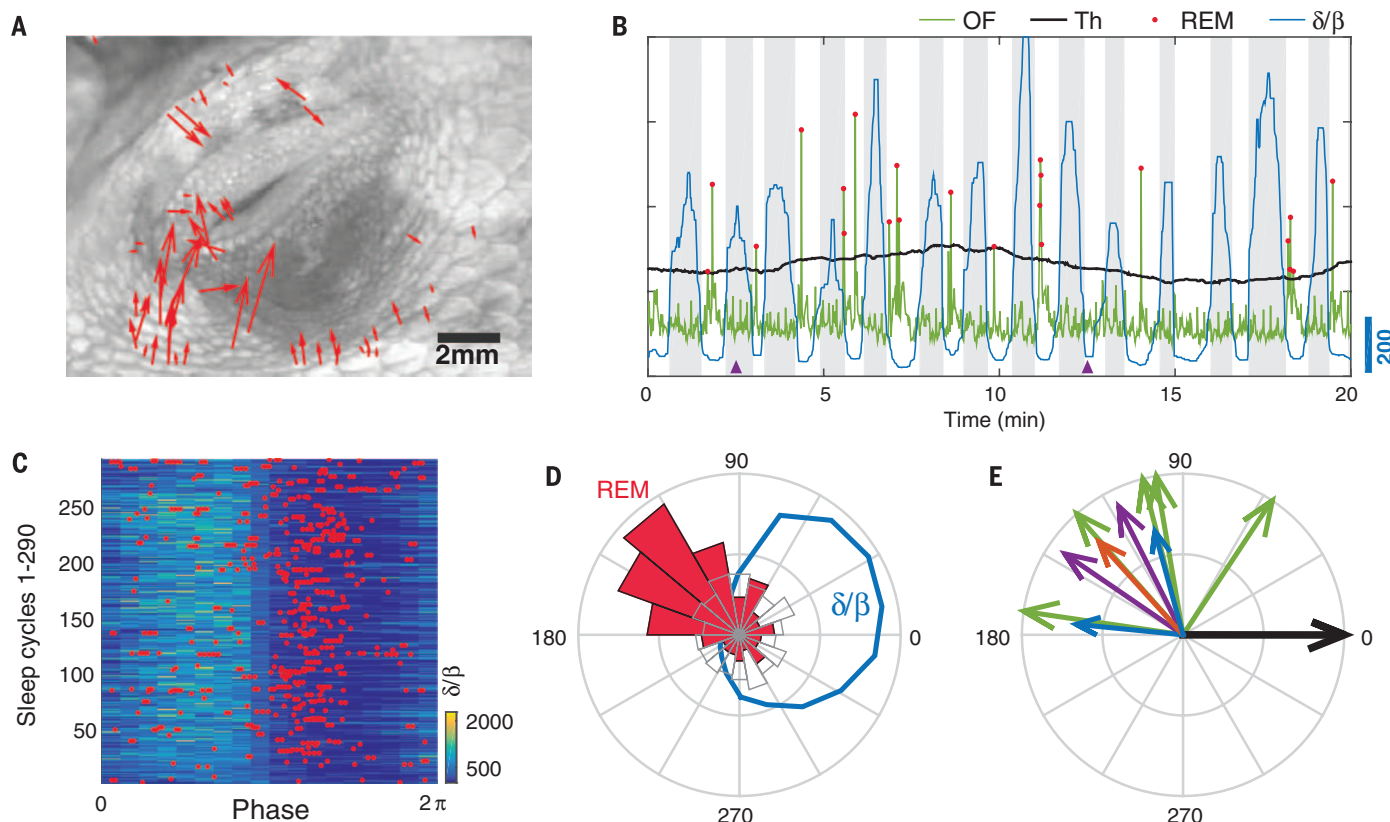 A
2mm
B
OF Th REM δ/β
200
0 5 10 15 20
Time (min)
C
Sleep cycles 1-290
250
200
150
100
50
0 2π
Phase
δ/β
2000
500
D
90
REM
δ/β
180 0
270
E
90
180 0
270